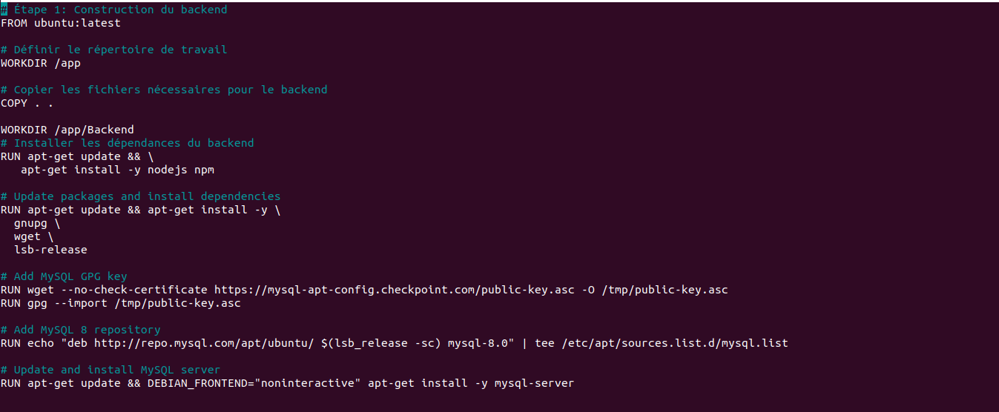 # Étape 1: Construction du backend
FROM ubuntu:latest
# Définir le répertoire de travail
WORKDIR /app
# Copier les fichiers nécessaires pour le backend
COPY . .
WORKDIR /app/Backend
# Installer les dépendances du backend
RUN apt-get update && \
   apt-get install -y nodejs npm
# Update packages and install dependencies
RUN apt-get update && apt-get install -y \
  gnupg \
  wget \
  lsb-release
# Add MySQL GPG key
RUN wget --no-check-certificate https://mysql-apt-config.checkpoint.com/public-key.asc -O /tmp/public-key.asc
RUN gpg --import /tmp/public-key.asc
# Add MySQL 8 repository
RUN echo "deb http://repo.mysql.com/apt/ubuntu/ $(lsb_release -sc) mysql-8.0" | tee /etc/apt/sources.list.d/mysql.list
# Update and install MySQL server
RUN apt-get update && DEBIAN_FRONTEND="noninteractive" apt-get install -y mysql-server